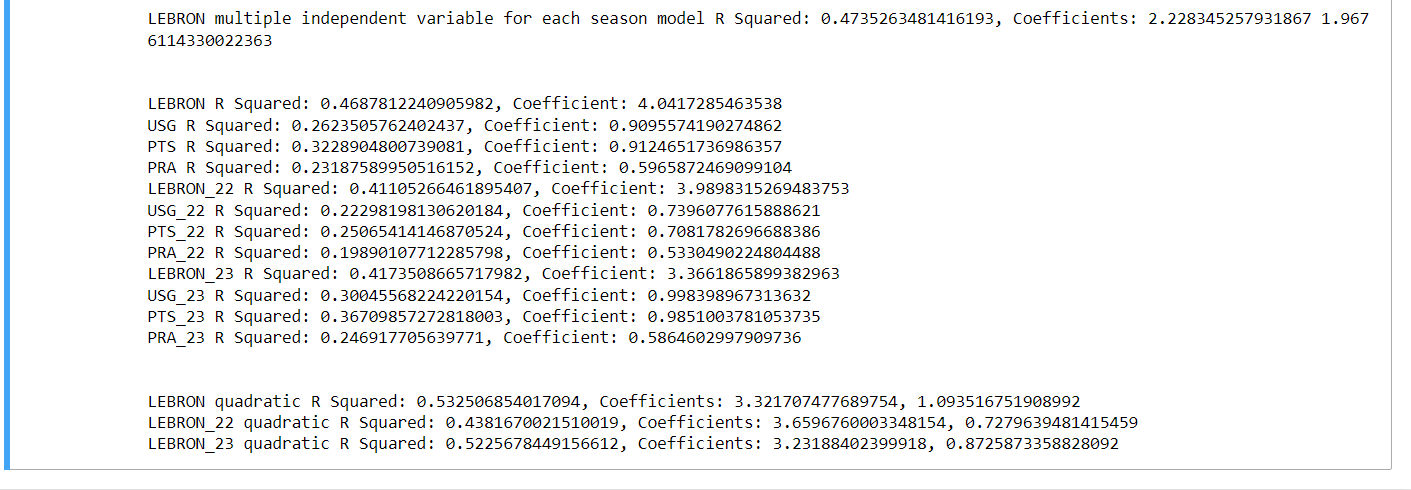 LEBRON multiple independent variable for each season model R Squared: 0.4735263481416193, Coefficients: 2.228345257931867 1.967
6114330022363
LEBRON R Squared: 0.4687812240905982, Coefficient: 4.0417285463538
USG R Squared: 0.2623505762402437, Coefficient: 0.9095574190274862
PTS R Squared: 0.3228904800739081, Coefficient: 0.9124651736986357
PRA R Squared: 0.23187589950516152, Coefficient: 0.5965872469099104
LEBRON_22 R Squared: 0.41105266461895407, Coefficient: 3.9898315269483753
USG_22 R Squared: 0.22298198130620184, Coefficient: 0.7396077615888621
PTS_22 R Squared: 0.25065414146870524, Coefficient: 0.7081782696688386
PRA_22 R Squared: 0.19890107712285798, Coefficient: 0.5330490224804488
LEBRON_23 R Squared: 0.4173508665717982, Coefficient: 3.3661865899382963
USG_23 R Squared: 0.30045568224220154, Coefficient: 0.998398967313632
PTS_23 R Squared: 0.36709857272818003, Coefficient: 0.9851003781053735
PRA_23 R Squared: 0.246917705639771, Coefficient: 0.5864602997909736
LEBRON quadratic R Squared: 0.532506854017094, Coefficients: 3.321707477689754, 1.093516751908992
LEBRON_22 quadratic R Squared: 0.4381670021510019, Coefficients: 3.6596760003348154, 0.7279639481415459
LEBRON_23 quadratic R Squared: 0.5225678449156612, Coefficients: 3.23188402399918, 0.8725873358828092